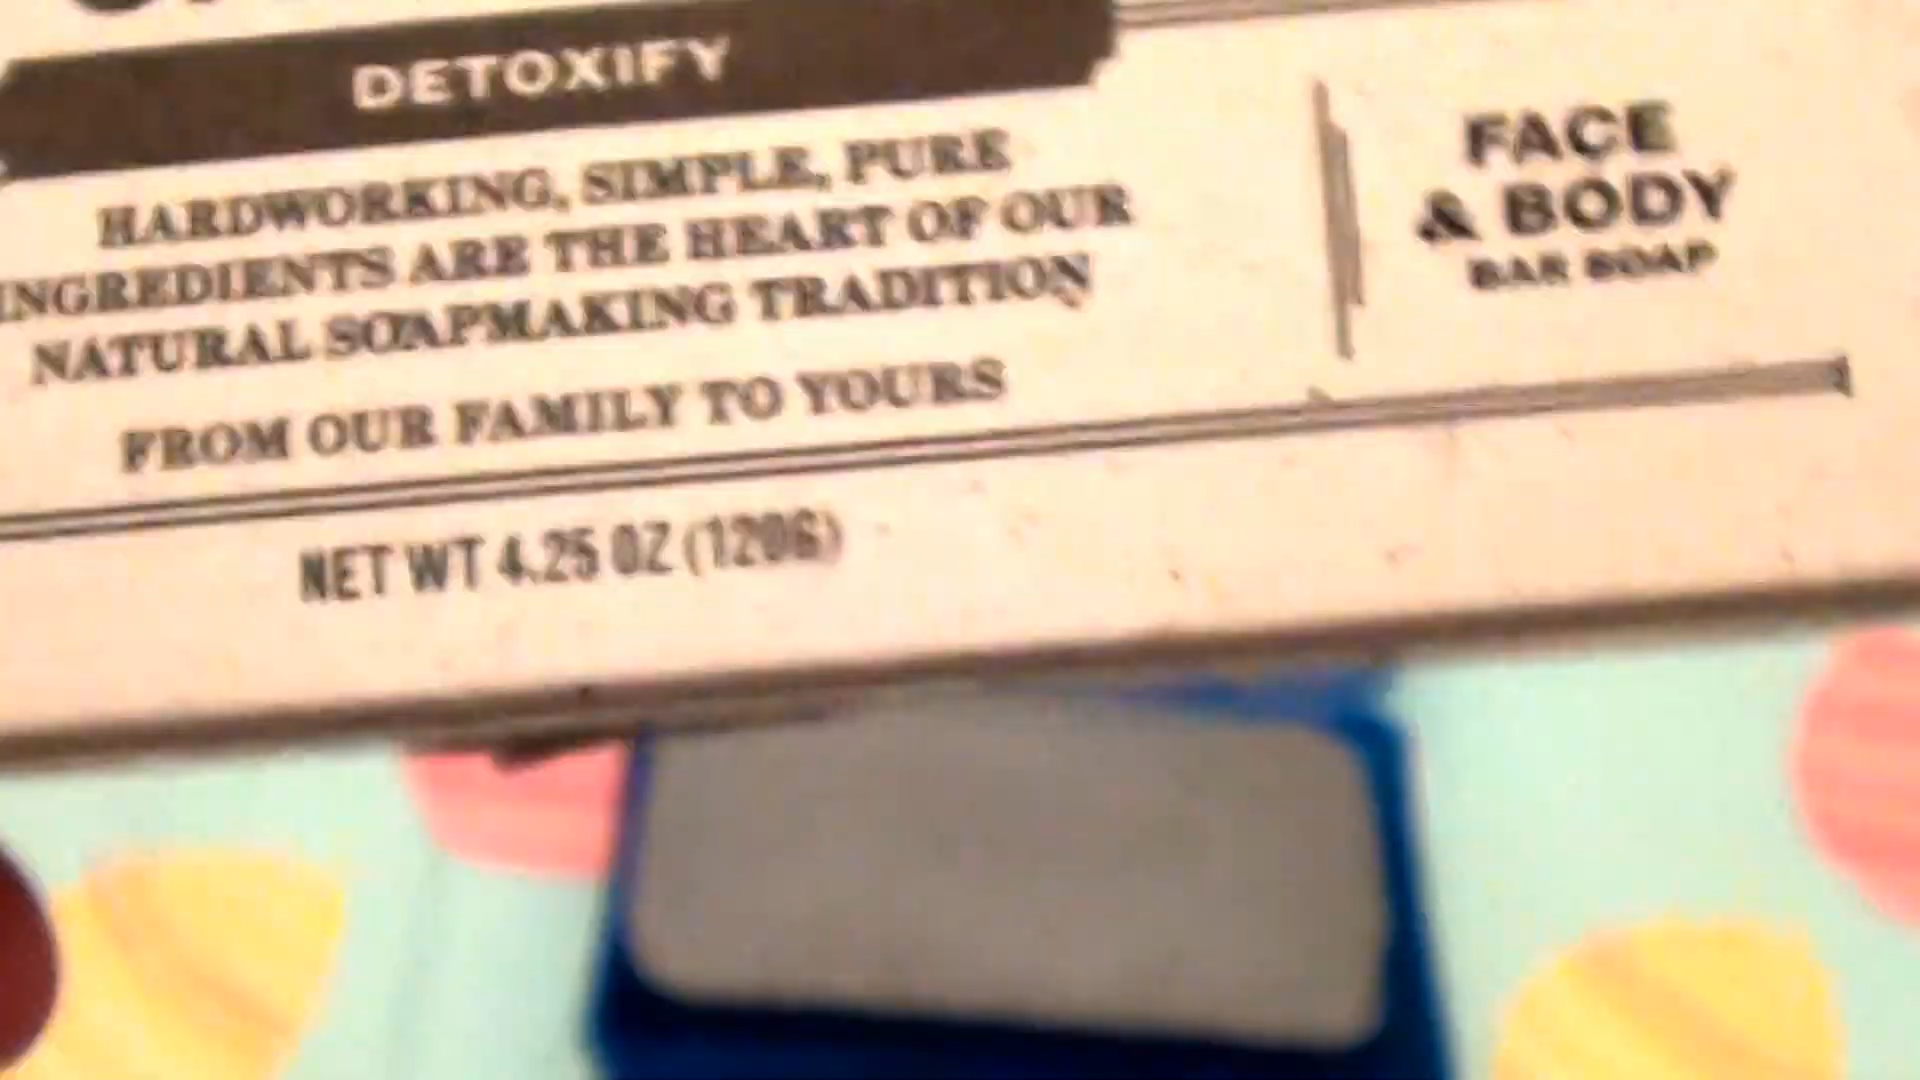 DETOXIFY
HARDWORKING, SIMPLE, PURE
INGREDIENTS ARE THE HEART OF OUR
NATURAL SOAPMAKING TRADITION
FROM OUR FAMILY TO YOURS
NET WT 4.25 OZ (120G)
FACE
& BODY
BAR SOAP